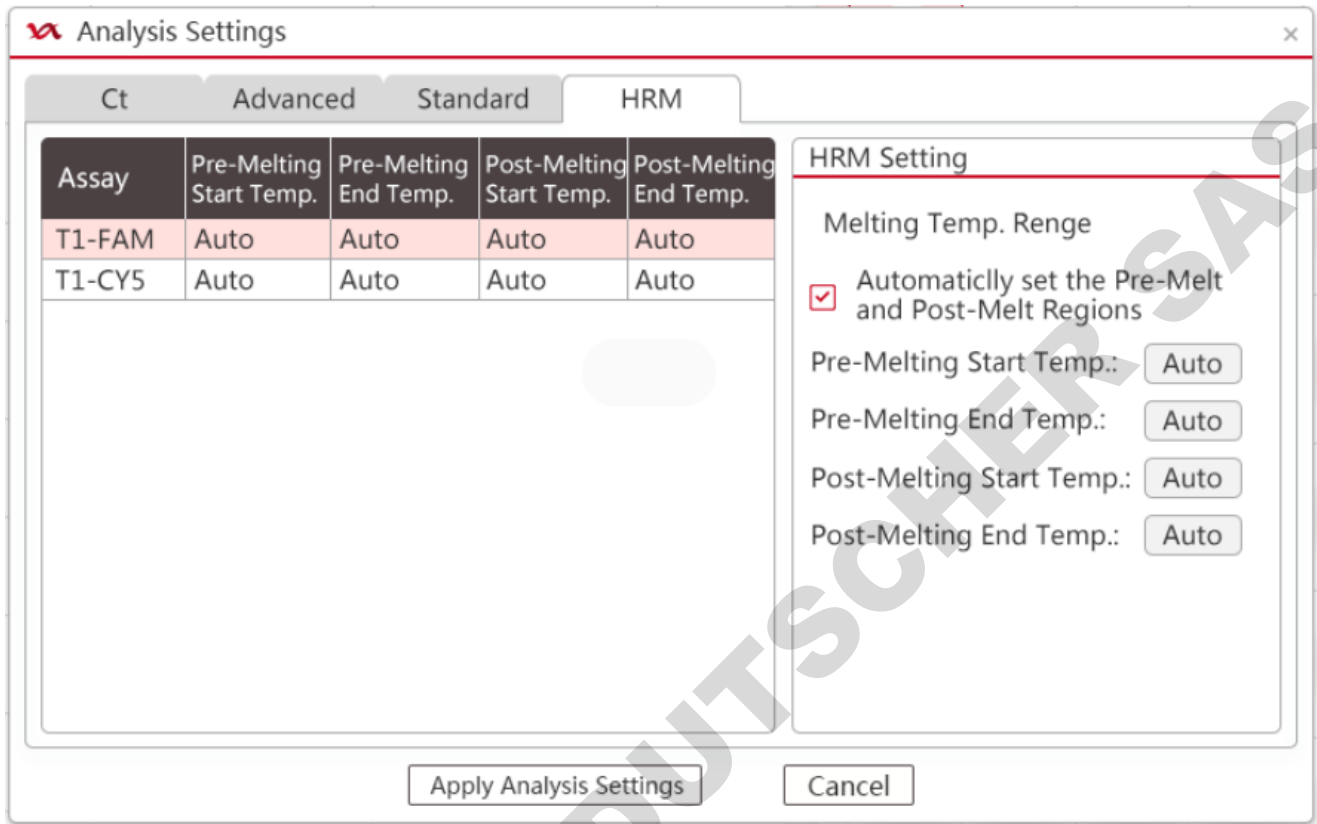 Analysis Settings
×
Ct Advanced Standard HRM
Assay Pre-Melting Start Temp. Pre-Melting End Temp. Post-Melting Start Temp. Post-Melting End Temp.
T1-FAM Auto Auto Auto Auto
T1-CY5 Auto Auto Auto Auto
HRM Setting
Melting Temp. Renge
Automaticlly set the Pre-Melt
and Post-Melt Regions
Pre-Melting Start Temp.: Auto
Pre-Melting End Temp.: Auto
Post-Melting Start Temp.: Auto
Post-Melting End Temp.: Auto
Apply Analysis Settings Cancel
DUTSCHER SAS